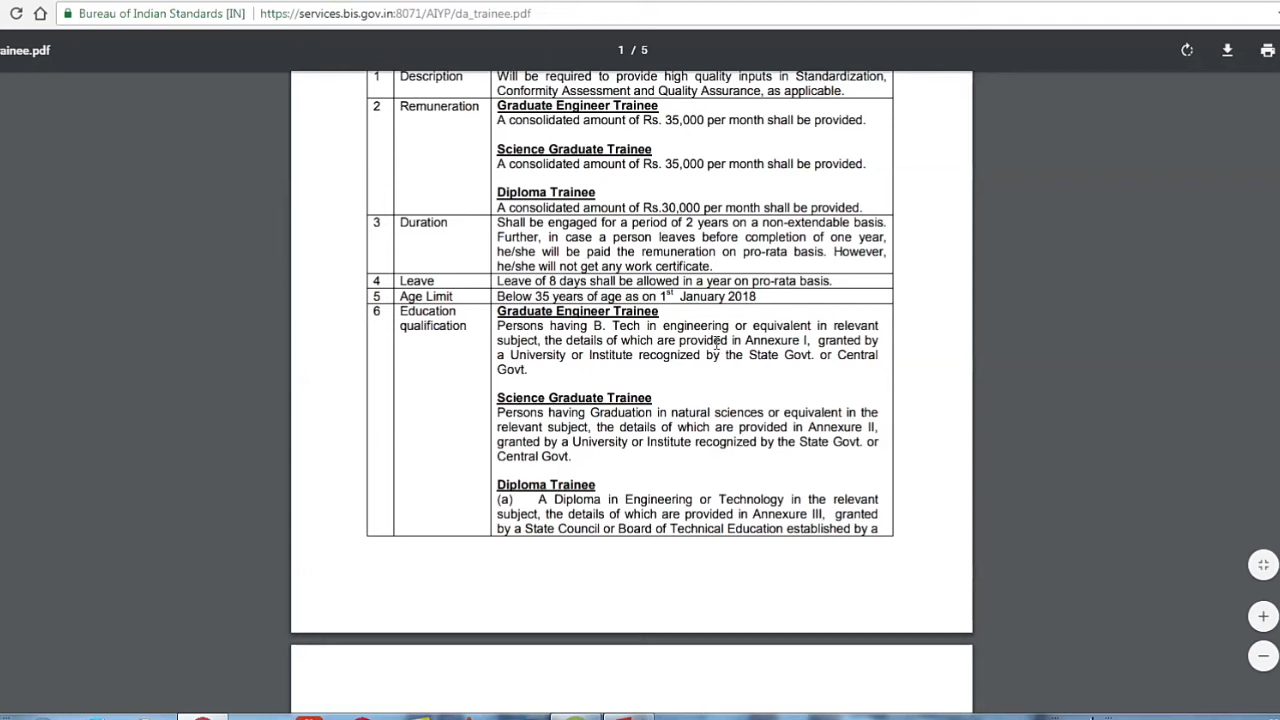 Bureau of Indian Standards [IN] https://services.bis.gov.in:8071/AIYP/da_trainee.pdf
ainee.pdf
1 / 5
1 Description Will be required to provide high quality inputs in Standardization,
Conformity Assessment and Quality Assurance, as applicable.
2 Remuneration Graduate Engineer Trainee
A consolidated amount of Rs. 35,000 per month shall be provided.
Science Graduate Trainee
A consolidated amount of Rs. 35,000 per month shall be provided.
Diploma Trainee
A consolidated amount of Rs.30,000 per month shall be provided.
3 Duration Shall be engaged for a period of 2 years on a non-extendable basis.
Further, in case a person leaves before completion of one year,
he/she will be paid the remuneration on pro-rata basis. However,
he/she will not get any work certificate.
4 Leave Leave of 8 days shall be allowed in a year on pro-rata basis.
5 Age Limit Below 35 years of age as on 1st January 2018
6 Education Graduate Engineer Trainee
qualification Persons having B. Tech in engineering or equivalent in relevant
subject, the details of which are provided in Annexure I, granted by
a University or Institute recognized by the State Govt. or Central
Govt.
Science Graduate Trainee
Persons having Graduation in natural sciences or equivalent in the
relevant subject, the details of which are provided in Annexure II,
granted by a University or Institute recognized by the State Govt. or
Central Govt.
Diploma Trainee
(a) A Diploma in Engineering or Technology in the relevant
subject, the details of which are provided in Annexure III, granted
by a State Council or Board of Technical Education established by a